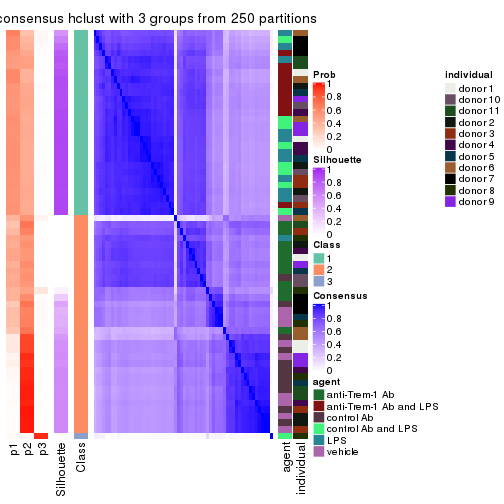 consensus hclust with 3 groups from 250 partitions
Prob
1
0.8
0.6
0.4
0.2
0
Silhouette
1
0.8
0.6
0.4
0.2
0
Class
1
2
3
Consensus
1
0.8
0.6
0.4
0.2
0
agent
anti-Trem-1 Ab
anti-Trem-1 Ab and LPS
control Ab
control Ab and LPS
LPS
vehicle
individual
donor 1
donor 10
donor 11
donor 2
donor 3
donor 4
donor 5
donor 6
donor 7
donor 8
donor 9
p1
p2
p3
Silhouette
Class
agent
individual